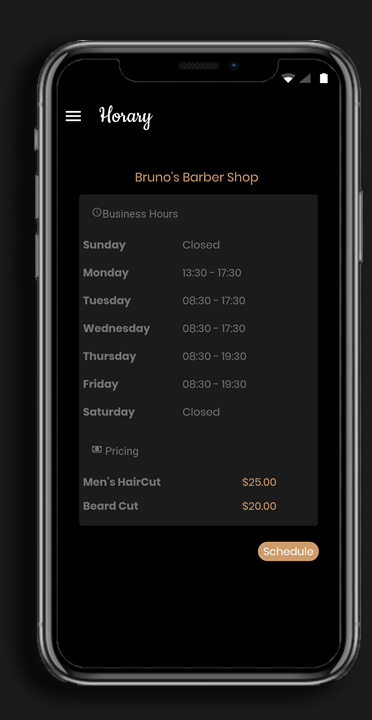 Horary
Bruno's Barber Shop
Business Hours
Sunday Closed
Monday 13:30 - 17:30
Tuesday 08:30 - 17:30
Wednesday 08:30 - 17:30
Thursday 08:30 - 19:30
Friday 08:30 - 19:30
Saturday Closed
Pricing
Men's HairCut $25.00
Beard Cut $20.00
Schedule